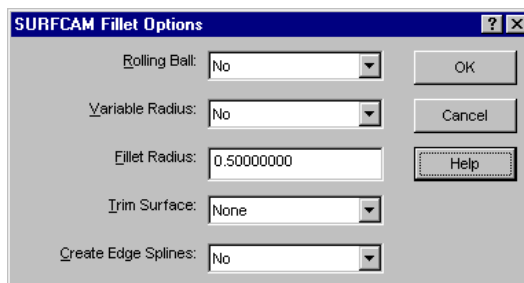 SURFCAM Fillet Options
Rolling Ball: No
OK
Variable Radius: No
Cancel
Fillet Radius: 0.50000000
Help
Trim Surface: None
Create Edge Splines: No